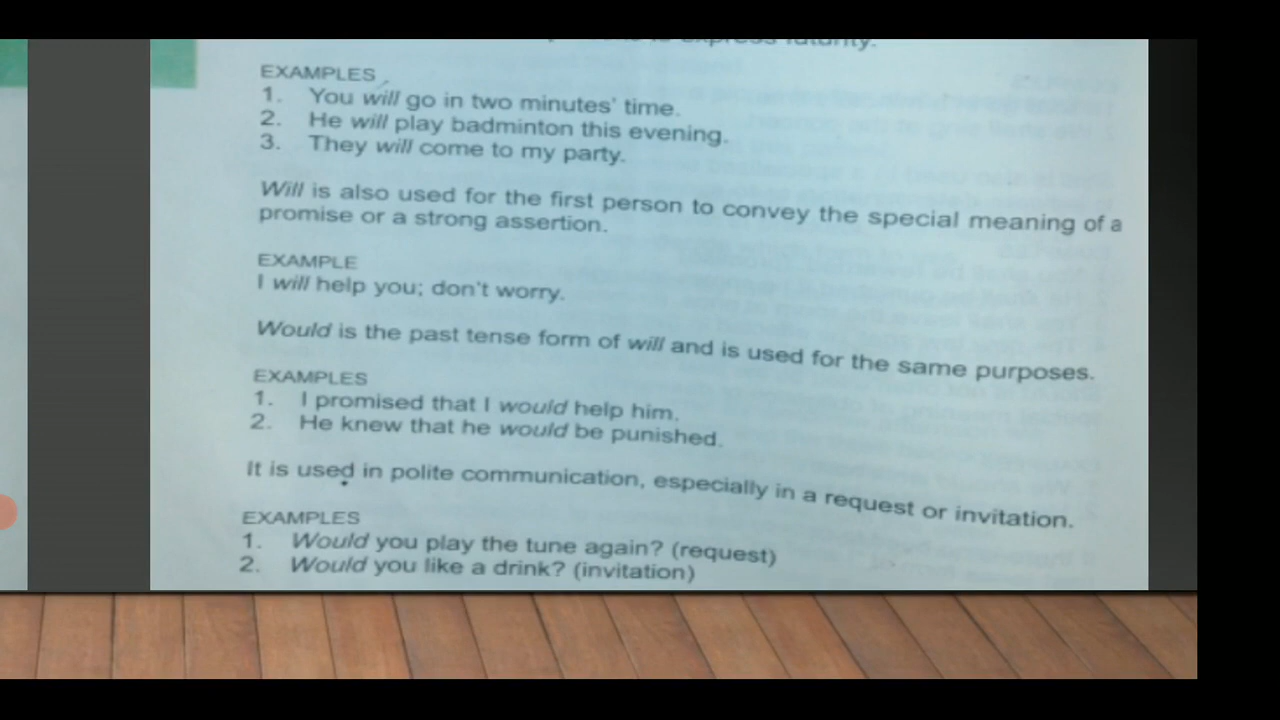 to express futurity.
EXAMPLES
1. You will go in two minutes' time.
2. He will play badminton this evening.
3. They will come to my party.
Will is also used for the first person to convey the special meaning of a
promise or a strong assertion.
EXAMPLE
I will help you; don't worry.
Would is the past tense form of will and is used for the same purposes.
EXAMPLES
1. I promised that I would help him.
2. He knew that he would be punished.
It is used in polite communication, especially in a request or invitation.
EXAMPLES
1. Would you play the tune again? (request)
2. Would you like a drink? (invitation)